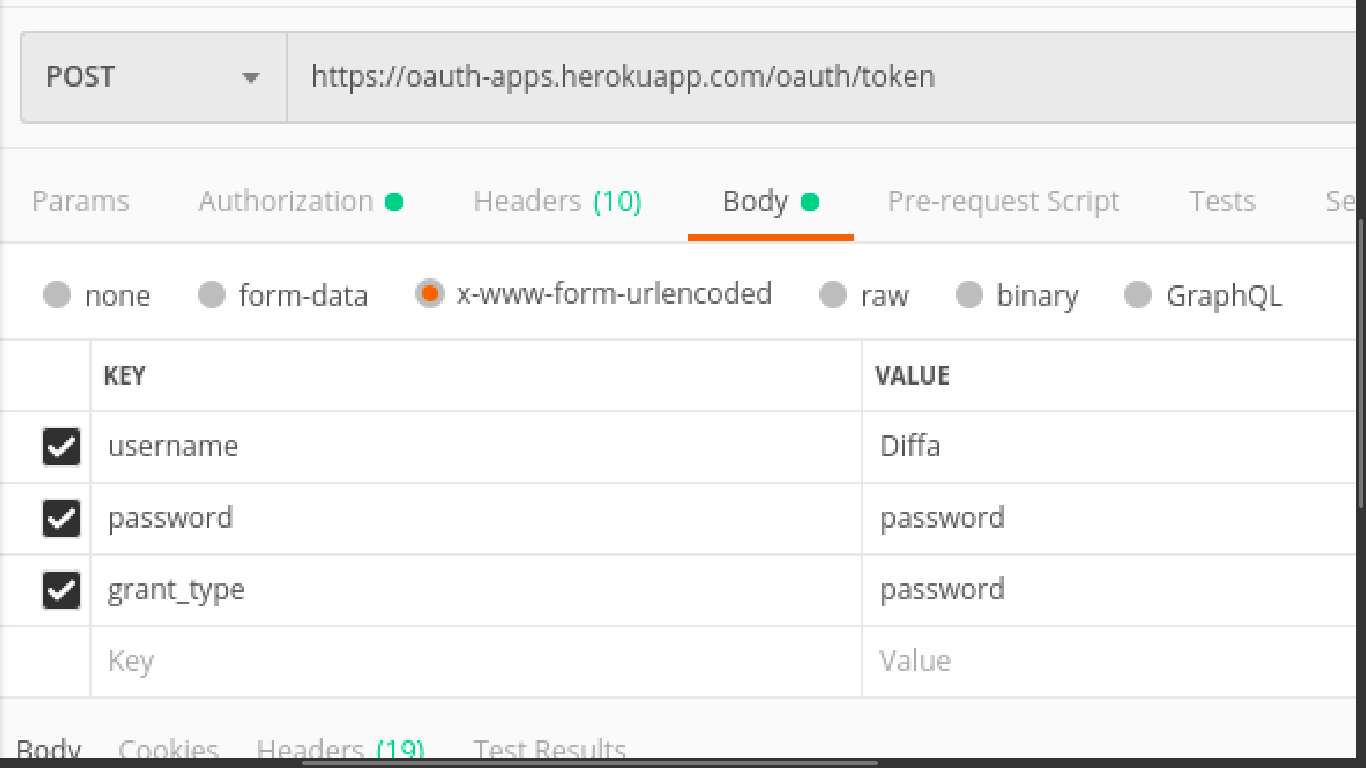 POST https://oauth-apps.herokuapp.com/oauth/token
Params Authorization Headers (10) Body Pre-request Script Tests Se
none form-data x-www-form-urlencoded raw binary GraphQL
KEY VALUE
username Diffa
password password
grant_type password
Key Value
Body Cookies Headers (19) Test Results